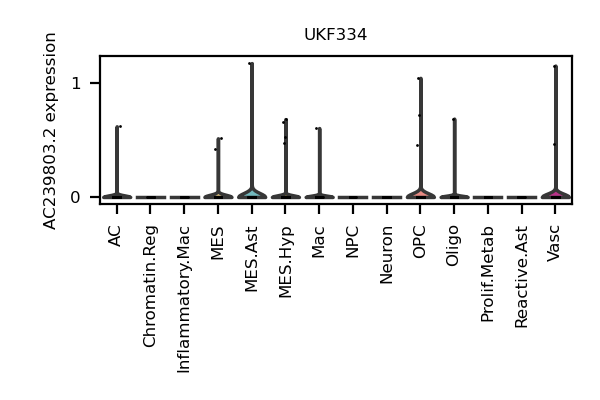 UKF334
AC239803.2 expression
1
0
AC
Chromatin.Reg
Inflammatory.Mac
MES
MES.Ast
MES.Hyp
Mac
NPC
Neuron
OPC
Oligo
Prolif.Metab
Reactive.Ast
Vasc